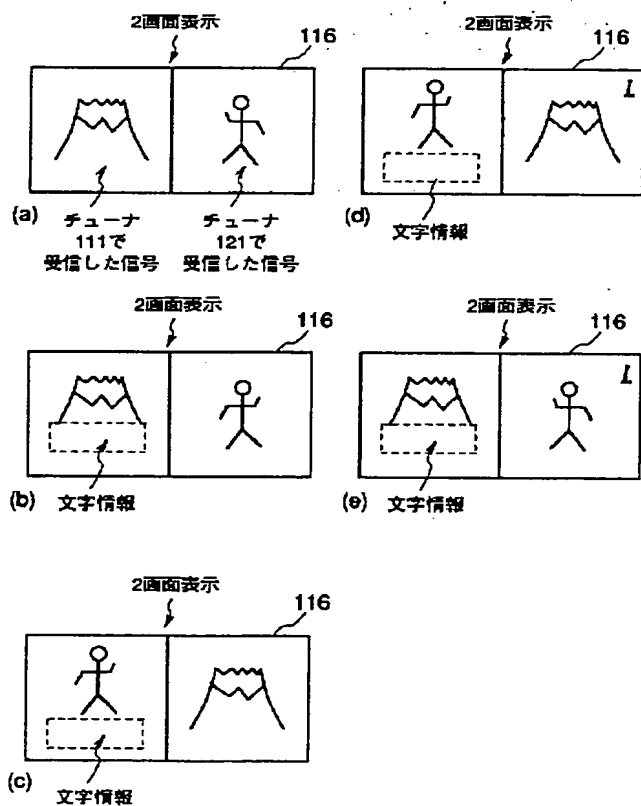 2画面表示
116
(a)
チューナ
111で
受信した信号
チューナ
121で
受信した信号
2画面表示
116
L
(d)
文字情報
2画面表示
116
(b)
文字情報
2画面表示
116
L
(e)
文字情報
2画面表示
116
(c)
文字情報